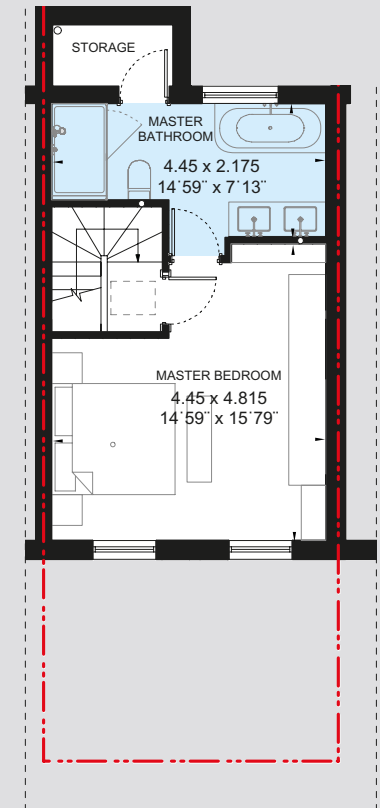 STORAGE
MASTER
BATHROOM
4.45 x 2.175
14´59¨ x 7´13¨
MASTER BEDROOM
4.45 x 4.815
14´59¨ x 15´79¨